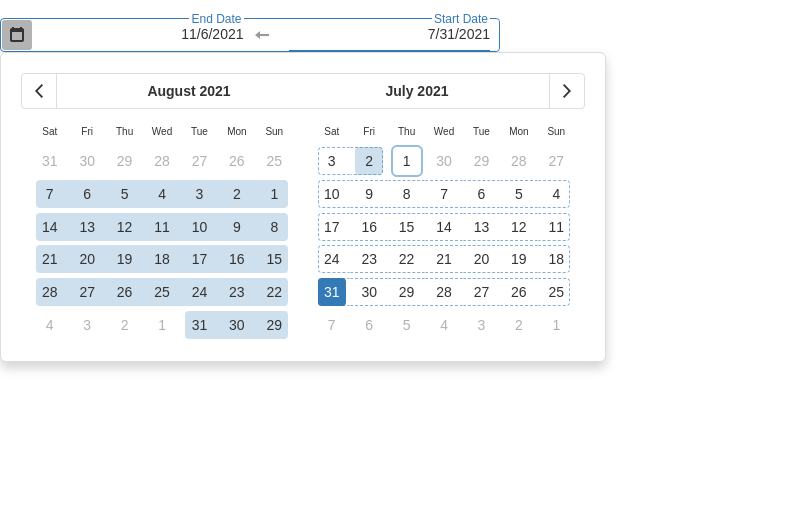 End Date Start Date
11/6/2021 7/31/2021
August 2021 July 2021
Sat Fri Thu Wed Tue Mon Sun Sat Fri Thu Wed Tue Mon Sun
31 30 29 28 27 26 25 3 2 1 30 29 28 27
7 6 5 4 3 2 1 10 9 8 7 6 5 4
14 13 12 11 10 9 8 17 16 15 14 13 12 11
21 20 19 18 17 16 15 24 23 22 21 20 19 18
28 27 26 25 24 23 22 31 30 29 28 27 26 25
4 3 2 1 31 30 29 7 6 5 4 3 2 1